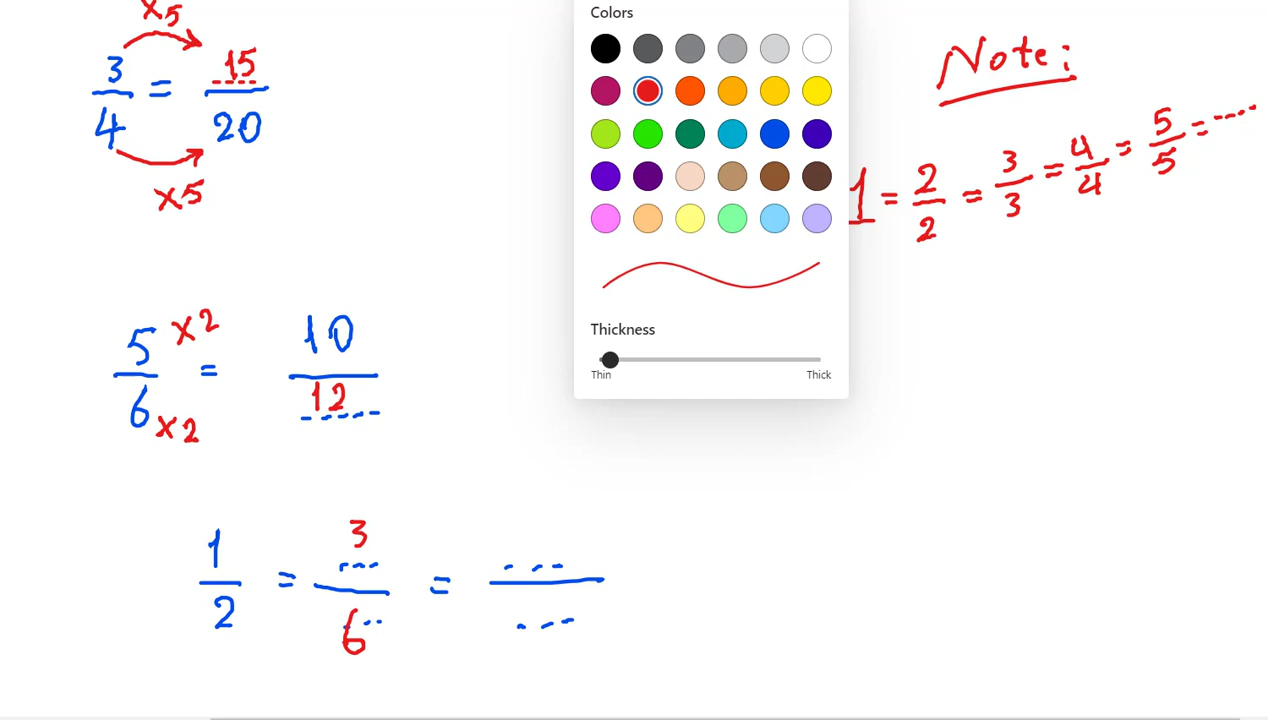 x5
3/4 = 15/20
x5
Colors
Note:
1 = 2/2 = 3/3 = 4/4 = 5/5 = .....
5/6 x2 = 10/12
x2
Thickness
Thin Thick
1/2 = 3/6 = .../...